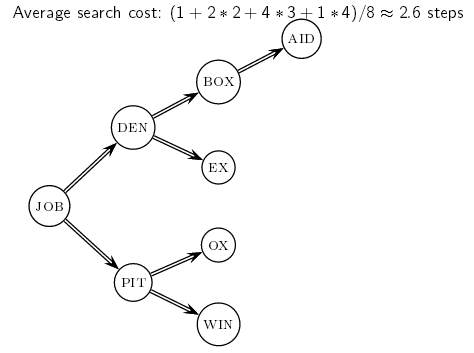 Average search cost: (1 + 2 ∗ 2 + 4 ∗ 3 + 1 ∗ 4)/8 ≈ 2.6 steps
AID
BOX
DEN
EX
JOB
OX
PIT
WIN